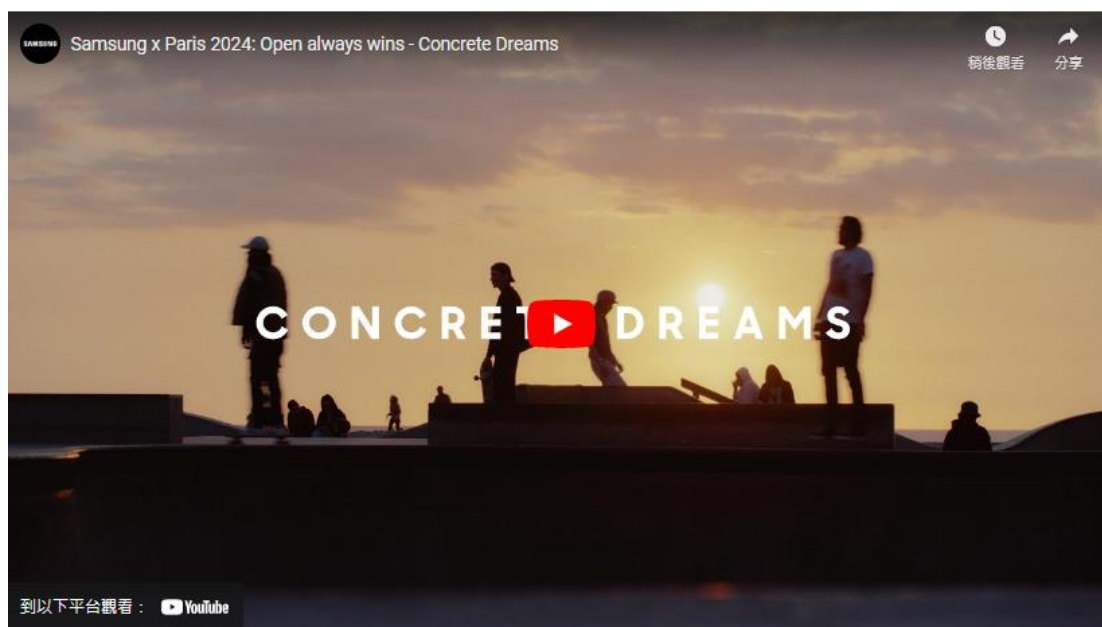 SAMSUNG
Samsung x Paris 2024: Open always wins - Concrete Dreams
稍後觀看
分享
CONCRET DREAMS
到以下平台觀看：
YouTube